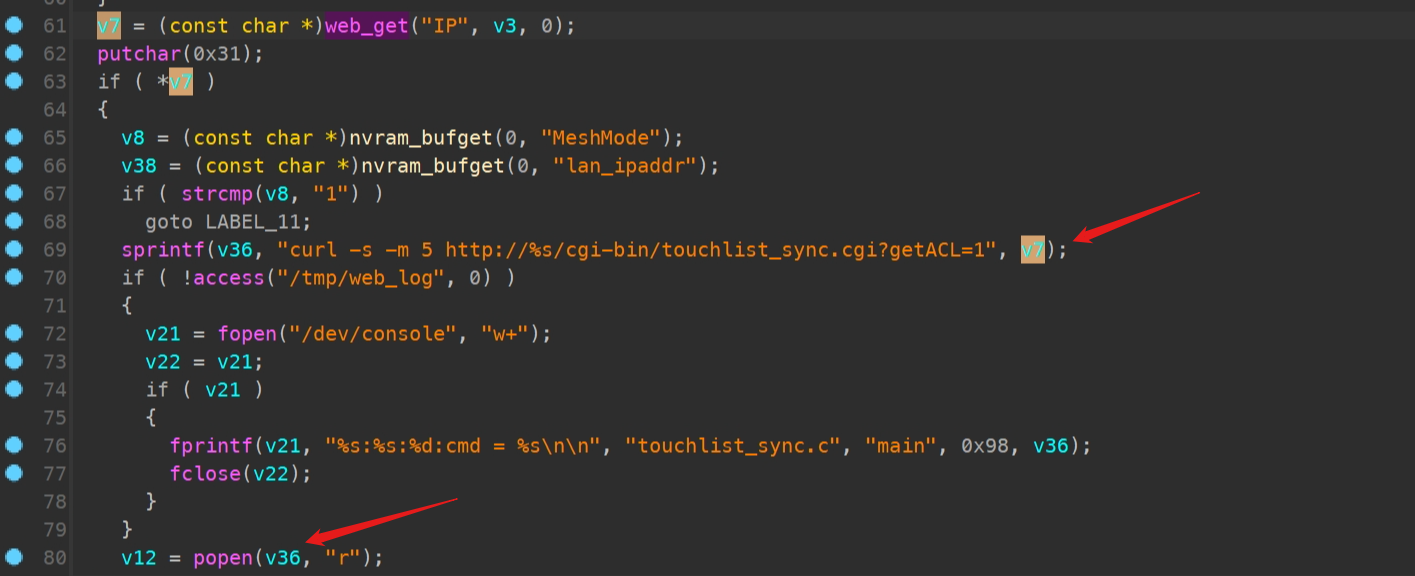 61 v7 = (const char *)web_get("IP", v3, 0);
62 putchar(0x31);
63 if ( *v7 )
64 {
65 v8 = (const char *)nvram_bufget(0, "MeshMode");
66 v38 = (const char *)nvram_bufget(0, "lan_ipaddr");
67 if ( strcmp(v8, "1") )
68 goto LABEL_11;
69 sprintf(v36, "curl -s -m 5 http://%s/cgi-bin/touchlist_sync.cgi?getACL=1", v7);
70 if ( !access("/tmp/web_log", 0) )
71 {
72 v21 = fopen("/dev/console", "w+");
73 v22 = v21;
74 if ( v21 )
75 {
76 fprintf(v21, "%s:%s:%d:cmd = %s\n\n", "touchlist_sync.c", "main", 0x98, v36);
77 fclose(v22);
78 }
79 }
80 v12 = popen(v36, "r");